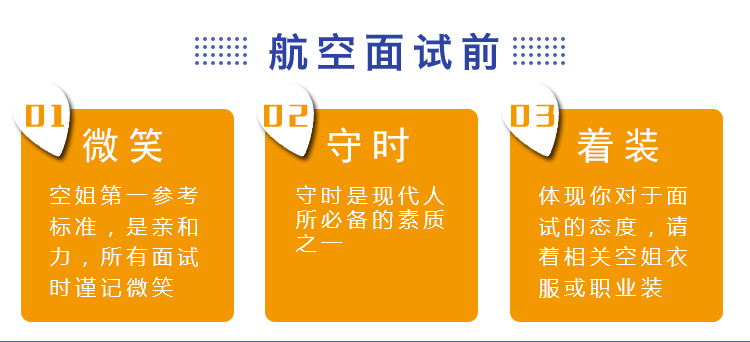 航空面试前
01
微笑
空姐第一参考
标准，是亲和
力，所有面试
时谨记微笑
02
守时
守时是现代人
所必备的素质
之一
03
着装
体现你对于面
试的态度，请
着相关空姐衣
服或职业装